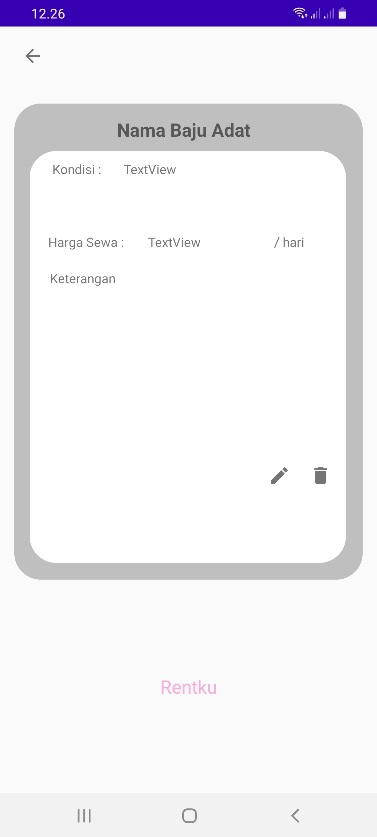 12.26
Nama Baju Adat
Kondisi : TextView
Harga Sewa : TextView / hari
Keterangan
Rentku